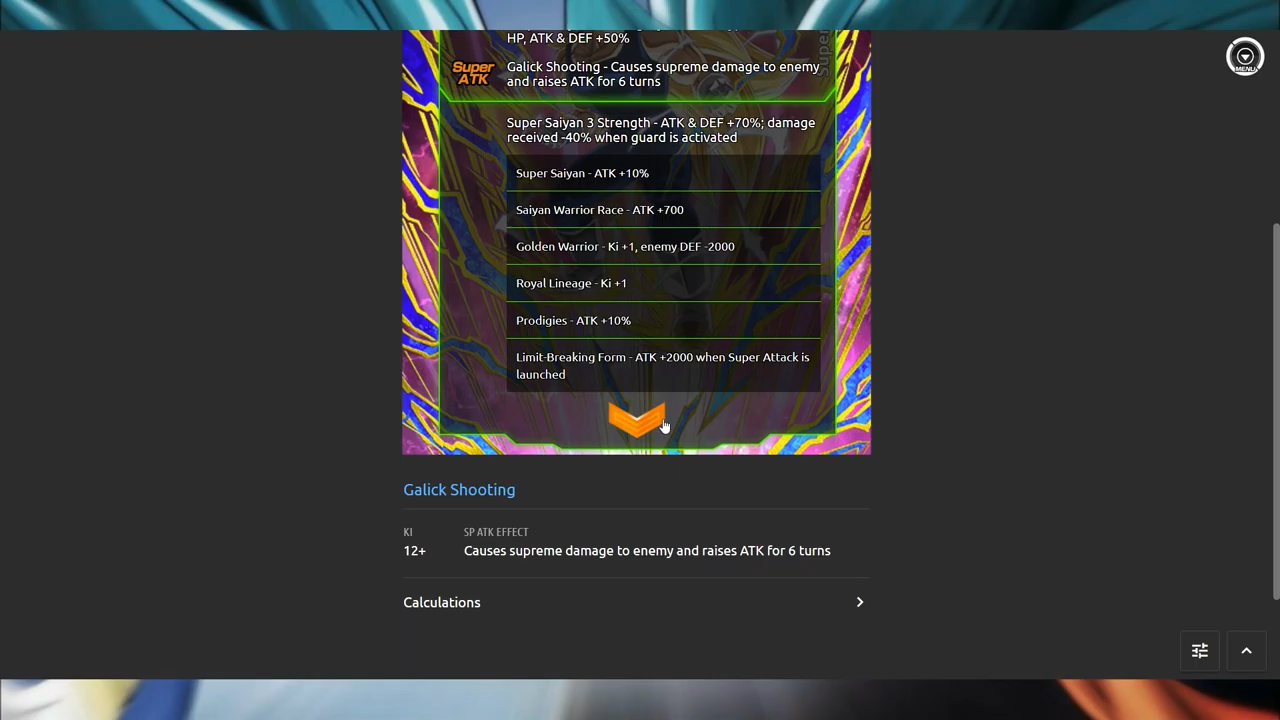 HP, ATK & DEF +50%
Super
ATK
Galick Shooting - Causes supreme damage to enemy
and raises ATK for 6 turns
Super
Super Saiyan 3 Strength - ATK & DEF +70%; damage
received -40% when guard is activated
Super Saiyan - ATK +10%
Saiyan Warrior Race - ATK +700
Golden Warrior - Ki +1, enemy DEF -2000
Royal Lineage - Ki +1
Prodigies - ATK +10%
Limit-Breaking Form - ATK +2000 when Super Attack is
launched
MENU
Galick Shooting
KI
SP ATK EFFECT
12+
Causes supreme damage to enemy and raises ATK for 6 turns
Calculations